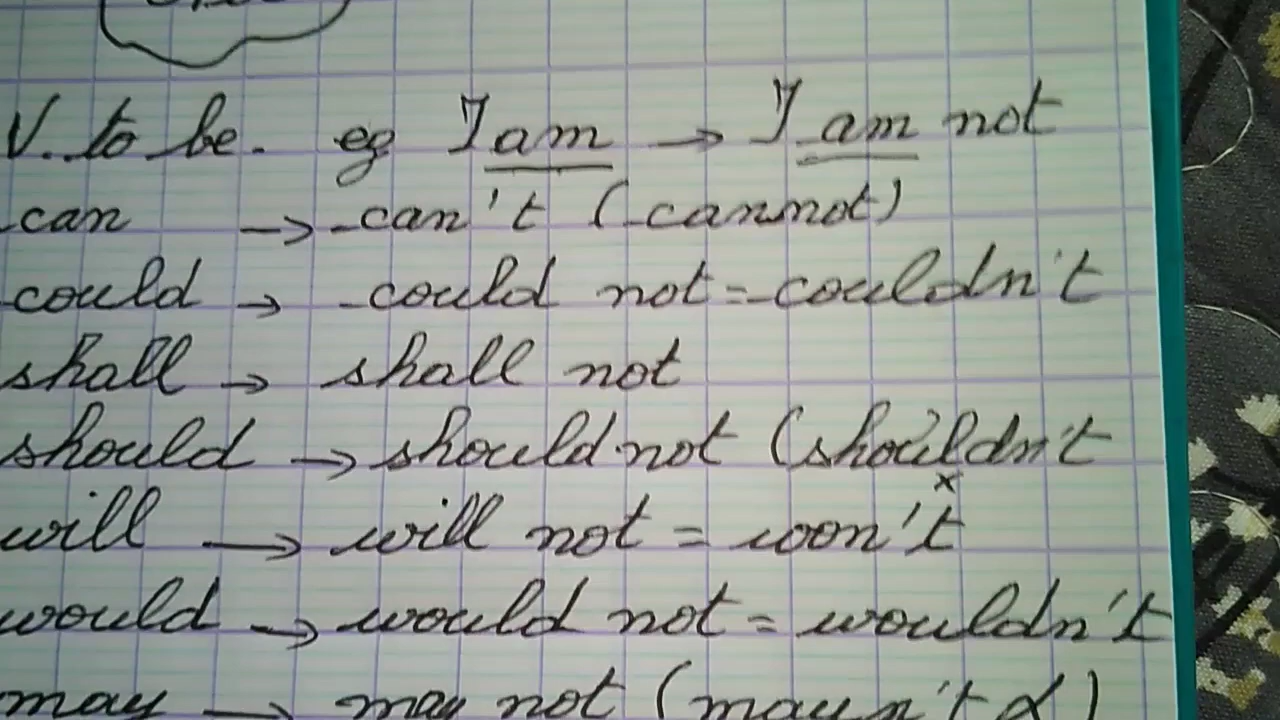 V. to be. eg I am → I am not
can → can't (cannot)
could → could not = couldn't
shall → shall not
should → should not (shouldn't
will → will not = won't
would → would not = wouldn't
may → may not (mayn't